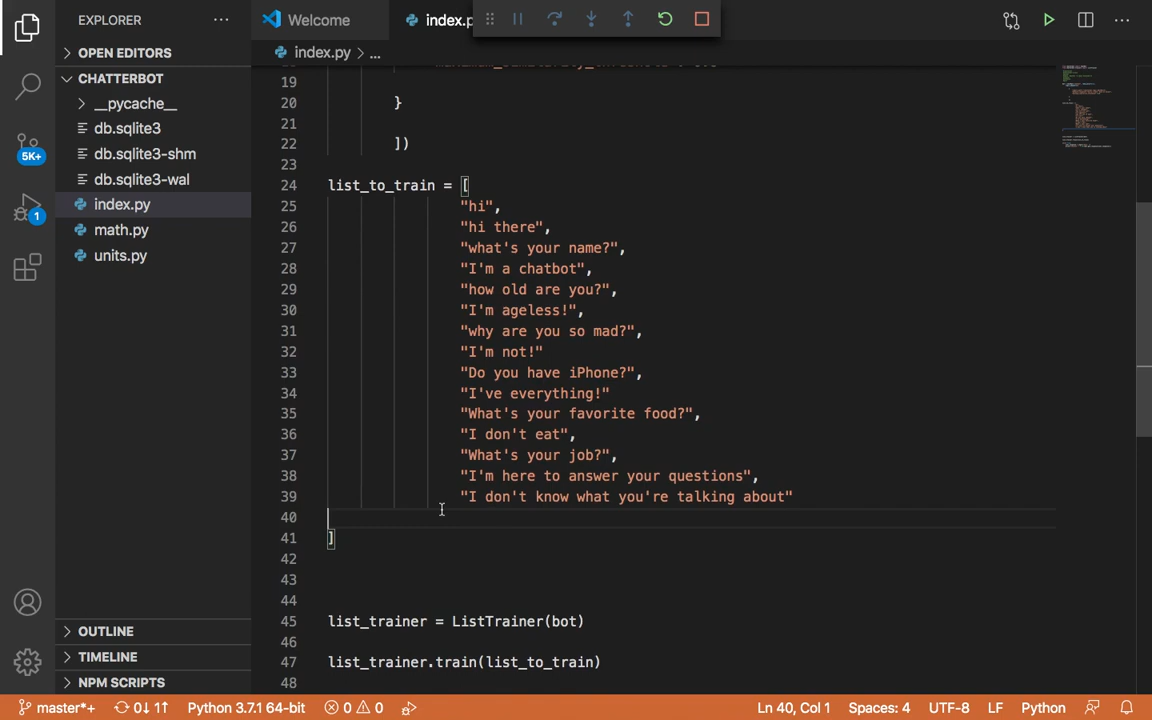 EXPLORER
Welcome
index.p
OPEN EDITORS
index.py > ...
CHATTERBOT
__pycache__
db.sqlite3
db.sqlite3-shm
db.sqlite3-wal
index.py
math.py
units.py
5K+
1
19
20 }
21
22 ])
23
24 list_to_train = [
25 "hi",
26 "hi there",
27 "what's your name?",
28 "I'm a chatbot",
29 "how old are you?",
30 "I'm ageless!",
31 "why are you so mad?",
32 "I'm not!"
33 "Do you have iPhone?",
34 "I've everything!"
35 "What's your favorite food?",
36 "I don't eat",
37 "What's your job?",
38 "I'm here to answer your questions",
39 "I don't know what you're talking about"
40
41 ]
42
43
44
45 list_trainer = ListTrainer(bot)
46
47 list_trainer.train(list_to_train)
48
OUTLINE
TIMELINE
NPM SCRIPTS
master*+ 0↓ 1↑ Python 3.7.1 64-bit 0 0 Ln 40, Col 1 Spaces: 4 UTF-8 LF Python